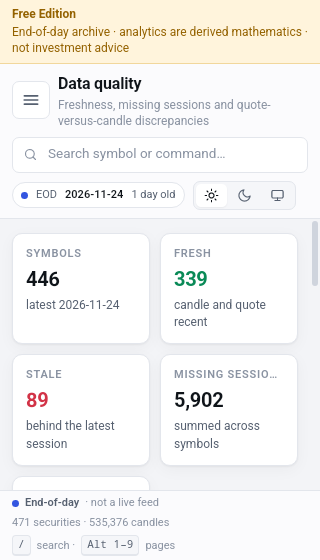 Free Edition
End-of-day archive · analytics are derived mathematics ·
not investment advice
Data quality
Freshness, missing sessions and quote-
versus-candle discrepancies
Search symbol or command…
EOD 2026-11-24 1 day old
SYMBOLS
446
latest 2026-11-24
FRESH
339
candle and quote
recent
STALE
89
behind the latest
session
MISSING SESSIO…
5,902
summed across
symbols
End-of-day · not a live feed
471 securities · 535,376 candles
/ search · Alt 1–9 pages